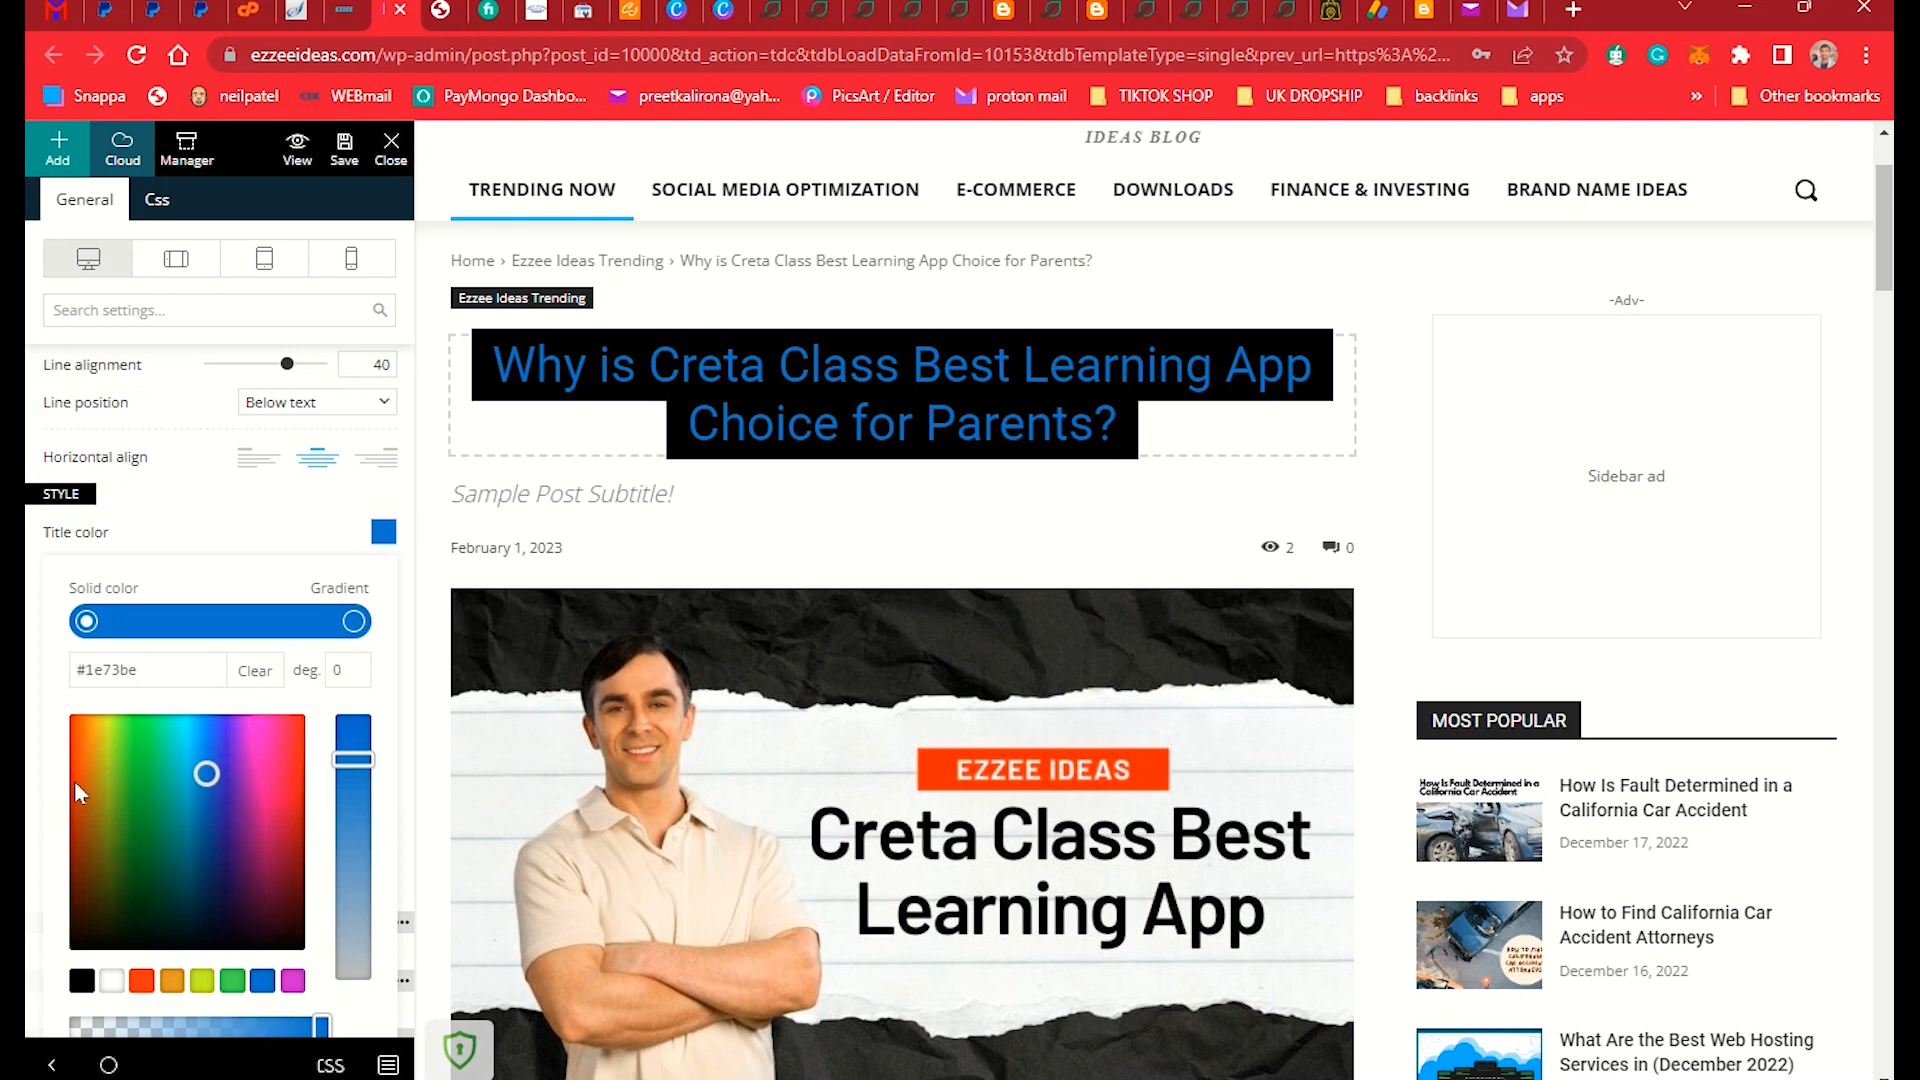 ezzeeideas.com/wp-admin/post.php?post_id=10000&td_action=tdc&tdbLoadDataFromId=10153&tdbTemplateType=single&prev_url=https%3A%2...
Snappa
neilpatel
WEBmail
PayMongo Dashbo...
preetkalirona@yah...
PicsArt / Editor
proton mail
TIKTOK SHOP
UK DROPSHIP
backlinks
apps
»
Other bookmarks
Add
Cloud
Manager
View
Save
Close
General
Css
Search settings...
Line alignment
40
Line position
Below text
Horizontal align
STYLE
Title color
Solid color
Gradient
#1e73be
Clear
deg.
0
CSS
IDEAS BLOG
TRENDING NOW
SOCIAL MEDIA OPTIMIZATION
E-COMMERCE
DOWNLOADS
FINANCE & INVESTING
BRAND NAME IDEAS
Home › Ezzee Ideas Trending › Why is Creta Class Best Learning App Choice for Parents?
Ezzee Ideas Trending
Why is Creta Class Best Learning App
Choice for Parents?
Sample Post Subtitle!
February 1, 2023
2
0
EZZEE IDEAS
Creta Class Best
Learning App
-Adv-
Sidebar ad
MOST POPULAR
How Is Fault Determined in a
California Car Accident
How Is Fault Determined in a
California Car Accident
December 17, 2022
How to Find California Car
Accident Attorneys
December 16, 2022
What Are the Best Web Hosting
Services in (December 2022)